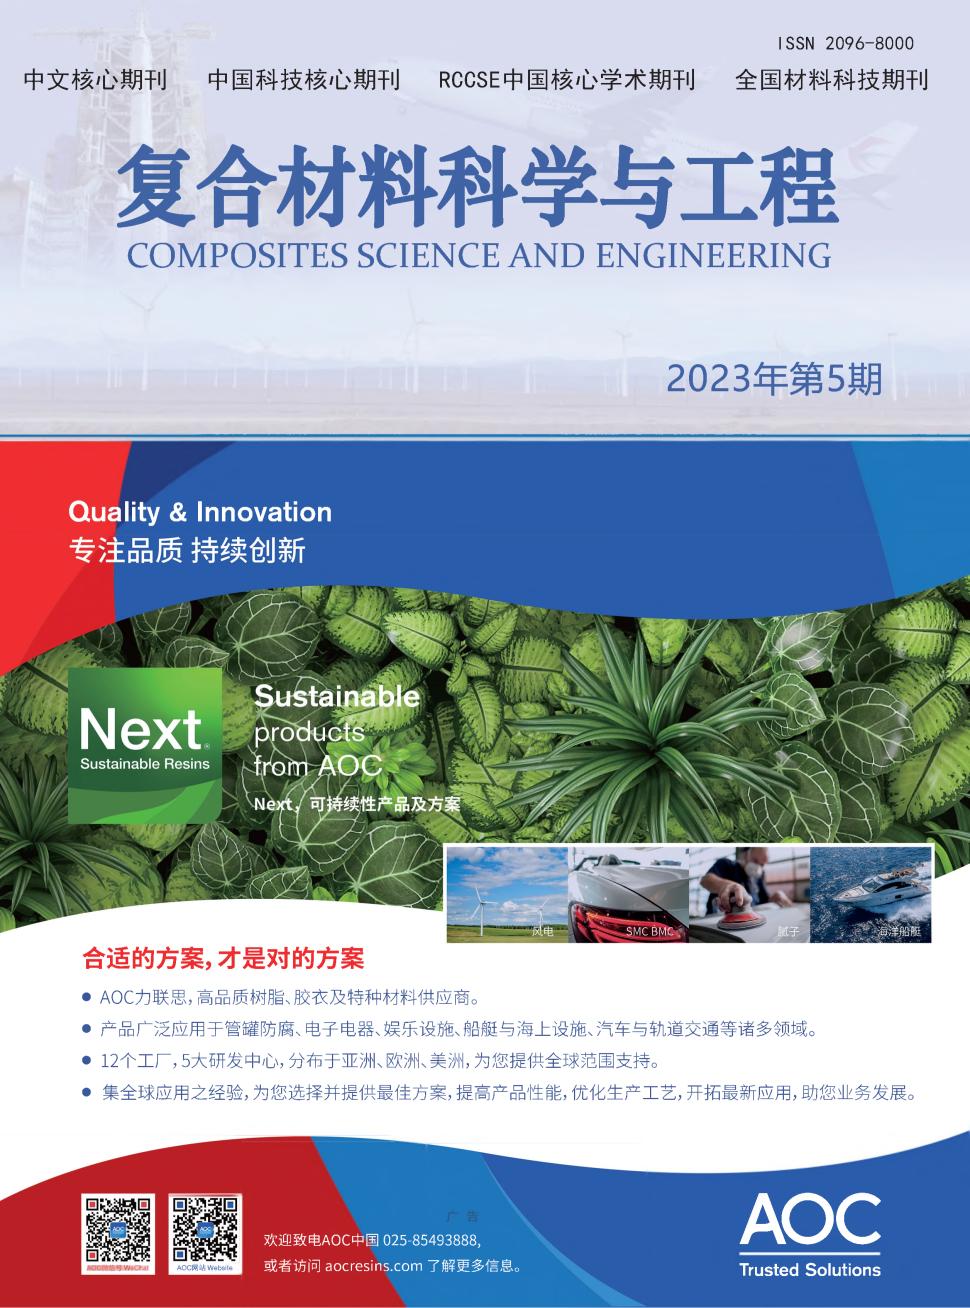 ISSN 2096-8000
中文核心期刊 中国科技核心期刊 RCCSE中国核心学术期刊 全国材料科技期刊
复合材料科学与工程
COMPOSITES SCIENCE AND ENGINEERING
2023年第5期
Quality & Innovation
专注品质 持续创新
Next®
Sustainable Resins
Sustainable
products
from AOC
Next，可持续性产品及方案
风电 SMC BMC 腻子 海洋船艇
合适的方案，才是对的方案
● AOC力联思，高品质树脂、胶衣及特种材料供应商。
● 产品广泛应用于管罐防腐、电子电器、娱乐设施、船艇与海上设施、汽车与轨道交通等诸多领域。
● 12个工厂，5大研发中心，分布于亚洲、欧洲、美洲，为您提供全球范围支持。
● 集全球应用之经验，为您选择并提供最佳方案，提高产品性能，优化生产工艺，开拓最新应用，助您业务发展。
广告
欢迎致电AOC中国 025-85493888,
或者访问 aocresins.com 了解更多信息。
AOC微信号:WeChat AOC网站 Website
AOC
Trusted Solutions